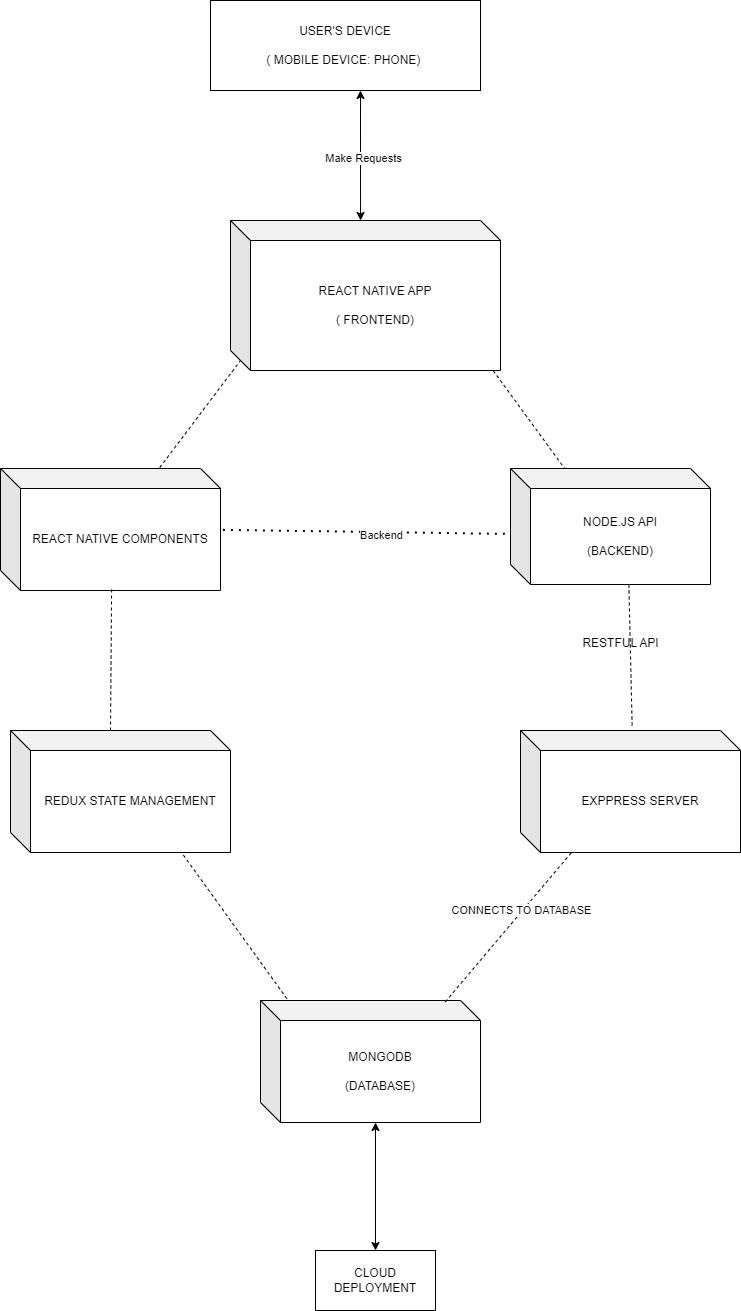 USER'S DEVICE
( MOBILE DEVICE: PHONE)
Make Requests
REACT NATIVE APP
( FRONTEND)
REACT NATIVE COMPONENTS
Backend
NODE.JS API
(BACKEND)
RESTFUL API
REDUX STATE MANAGEMENT
EXPPRESS SERVER
CONNECTS TO DATABASE
MONGODB
(DATABASE)
CLOUD
DEPLOYMENT